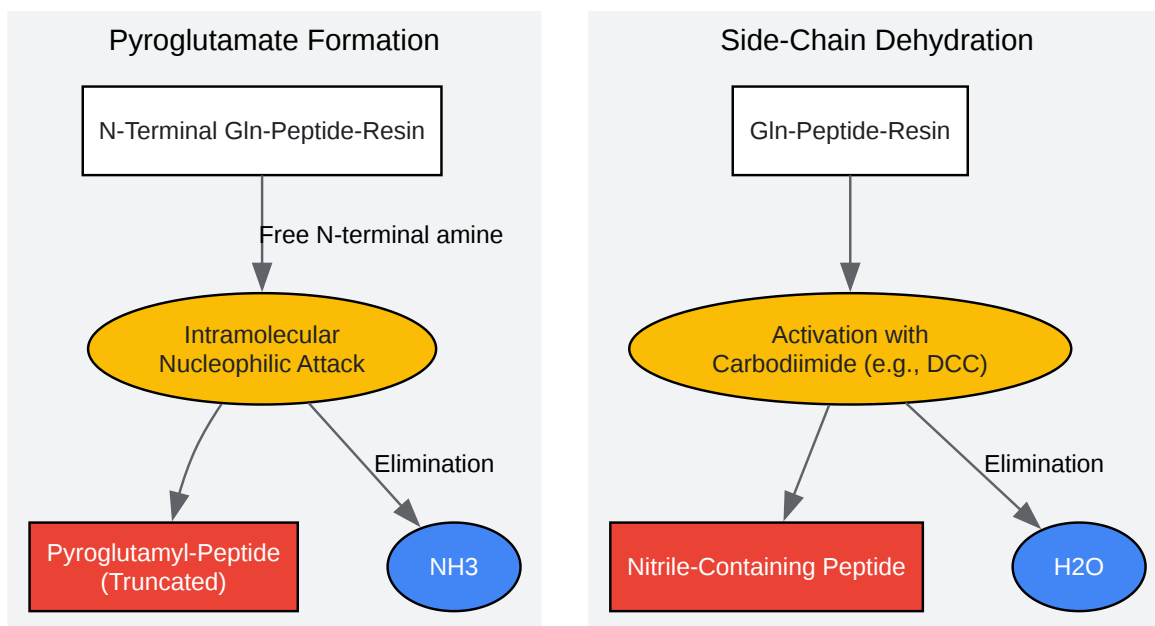 Pyroglutamate Formation
N-Terminal Gln-Peptide-Resin
Free N-terminal amine
Intramolecular
Nucleophilic Attack
Elimination
Pyroglutamyl-Peptide
(Truncated)
NH3
Side-Chain Dehydration
Gln-Peptide-Resin
Activation with
Carbodiimide (e.g., DCC)
Elimination
Nitrile-Containing Peptide
H2O